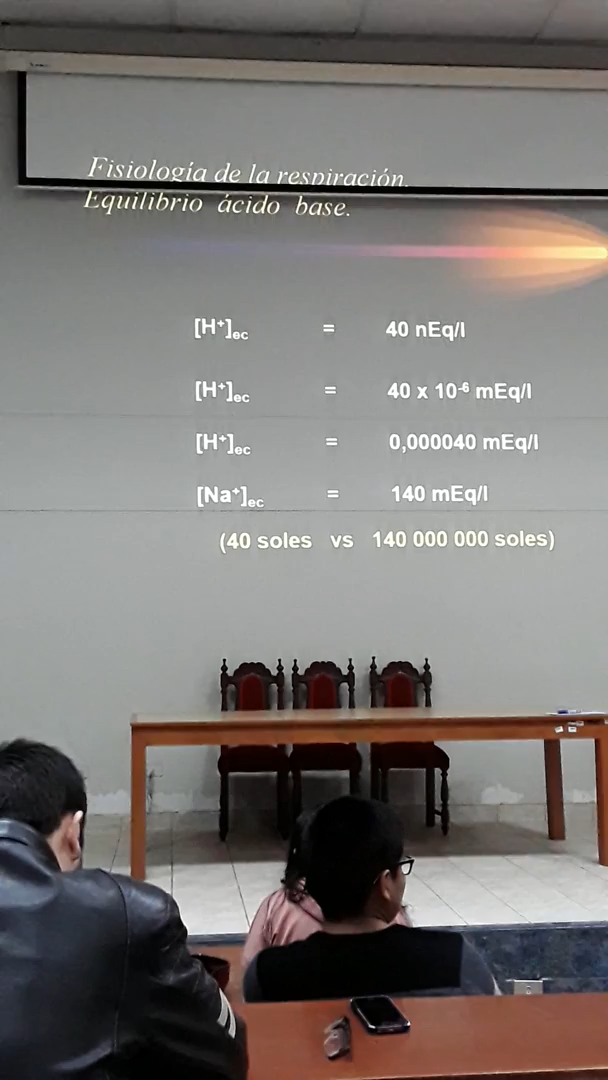 Fisiología de la respiración.
Equilibrio ácido base.
[H⁺]ec = 40 nEq/l
[H⁺]ec = 40 x 10⁻⁶ mEq/l
[H⁺]ec = 0,000040 mEq/l
[Na⁺]ec = 140 mEq/l
(40 soles vs 140 000 000 soles)